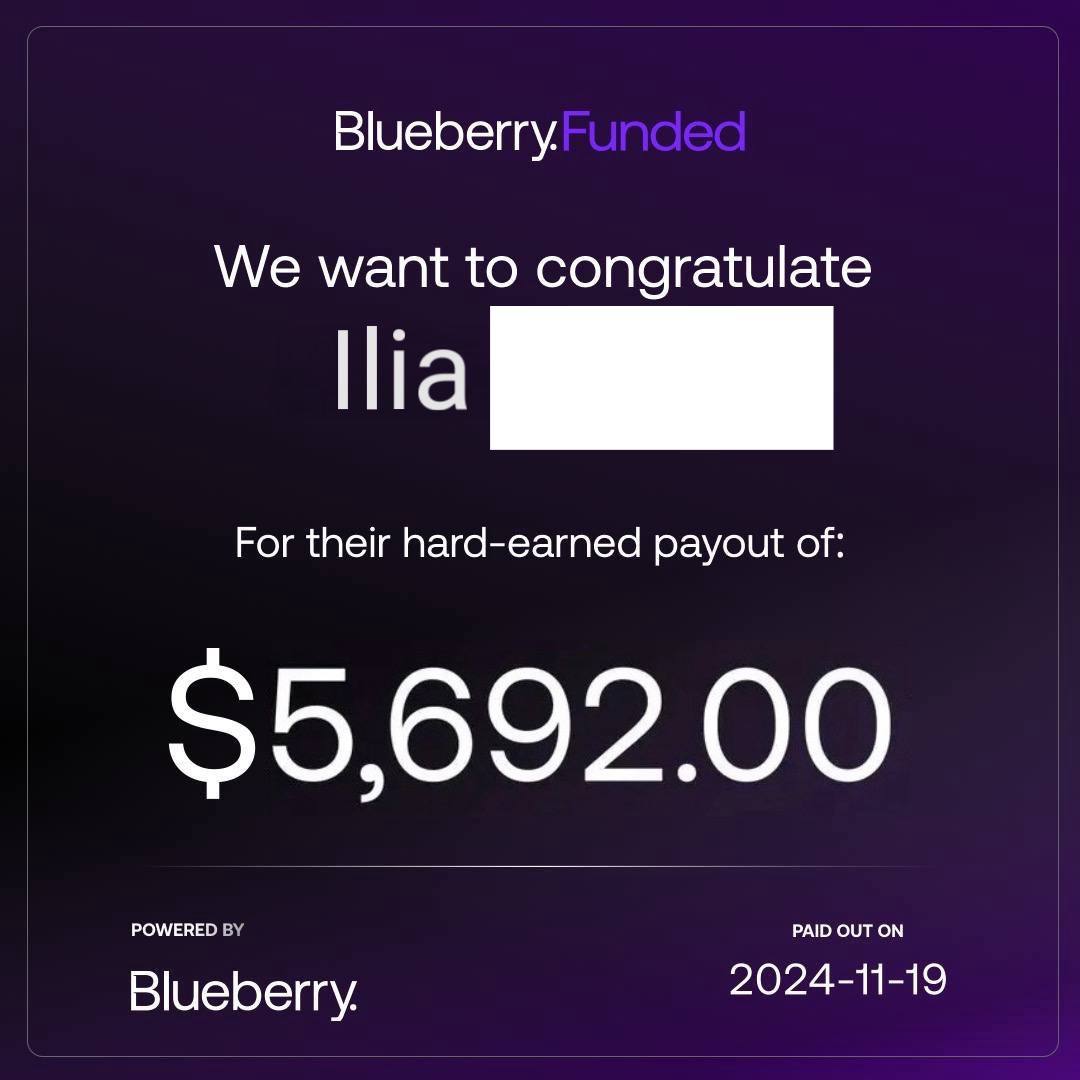 Blueberry.Funded
We want to congratulate
Ilia
For their hard-earned payout of:
$5,692.00
POWERED BY
Blueberry.
PAID OUT ON
2024-11-19